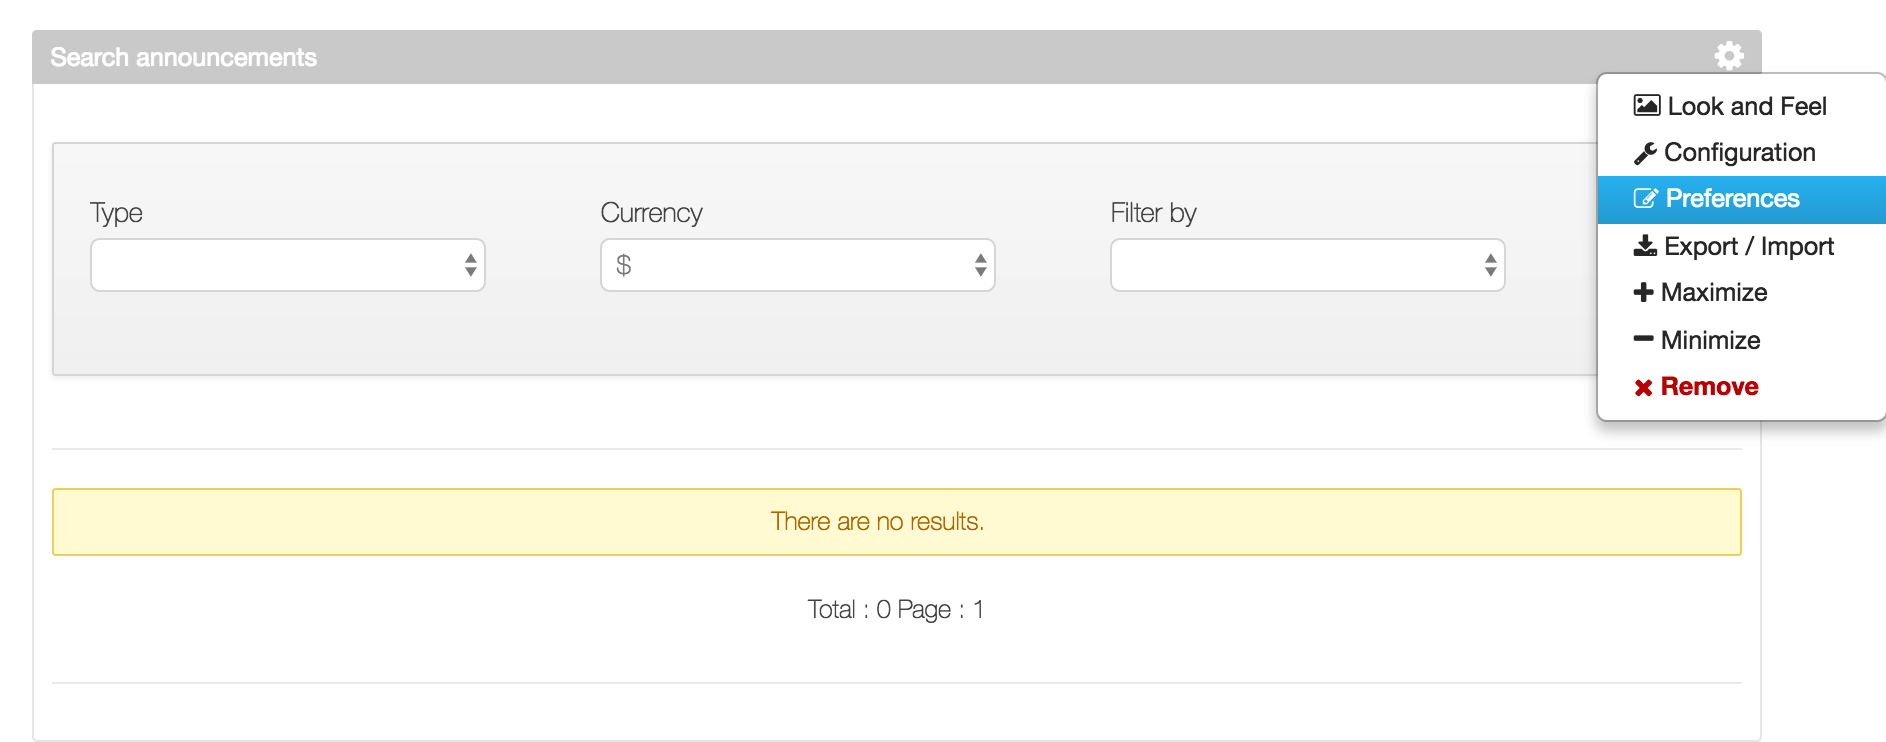 Search announcements
Look and Feel
Configuration
Preferences
Export / Import
Maximize
Minimize
Remove
Type
Currency
Filter by
$
There are no results.
Total : 0 Page : 1